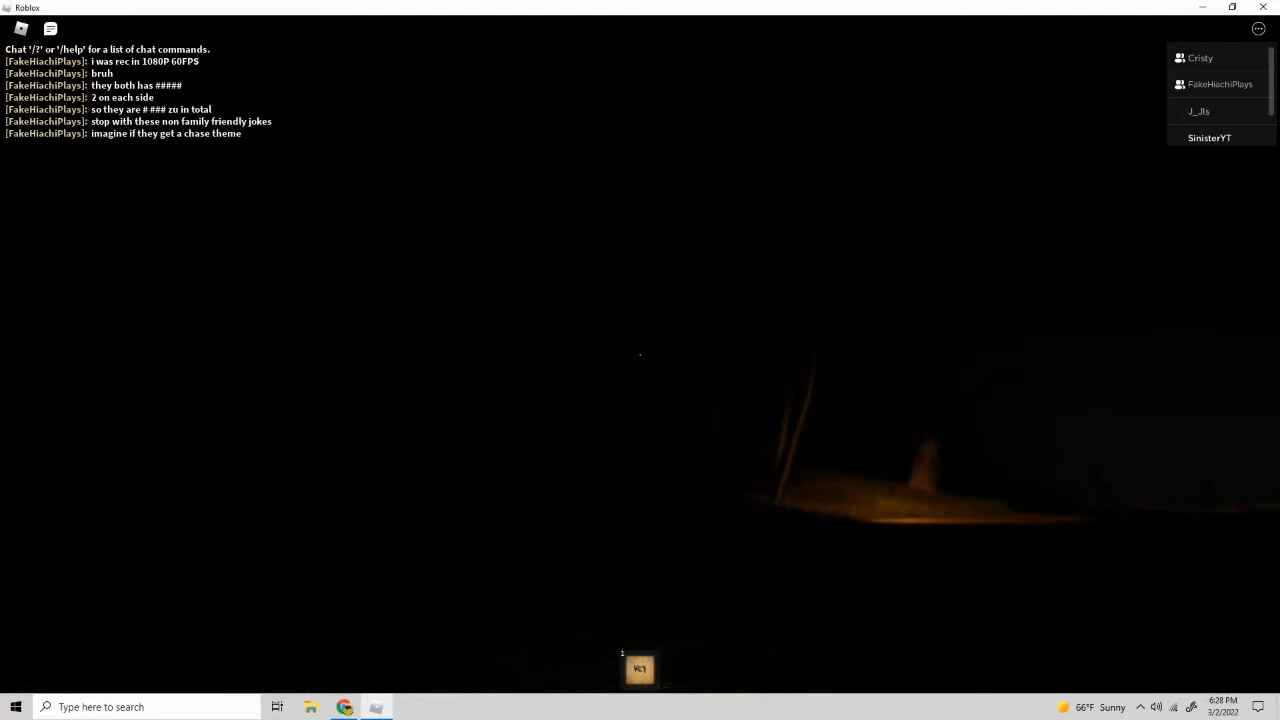 Roblox
Chat '/?' or '/help' for a list of chat commands.
[FakeHiachiPlays]: i was rec in 1080P 60FPS
[FakeHiachiPlays]: bruh
[FakeHiachiPlays]: they both has #####
[FakeHiachiPlays]: 2 on each side
[FakeHiachiPlays]: so they are # ### zu in total
[FakeHiachiPlays]: stop with these non family friendly jokes
[FakeHiachiPlays]: imagine if they get a chase theme
Cristy
FakeHiachiPlays
J_JIs
SinisterYT
1
KEY
Type here to search
66°F Sunny
6:28 PM
3/2/2022